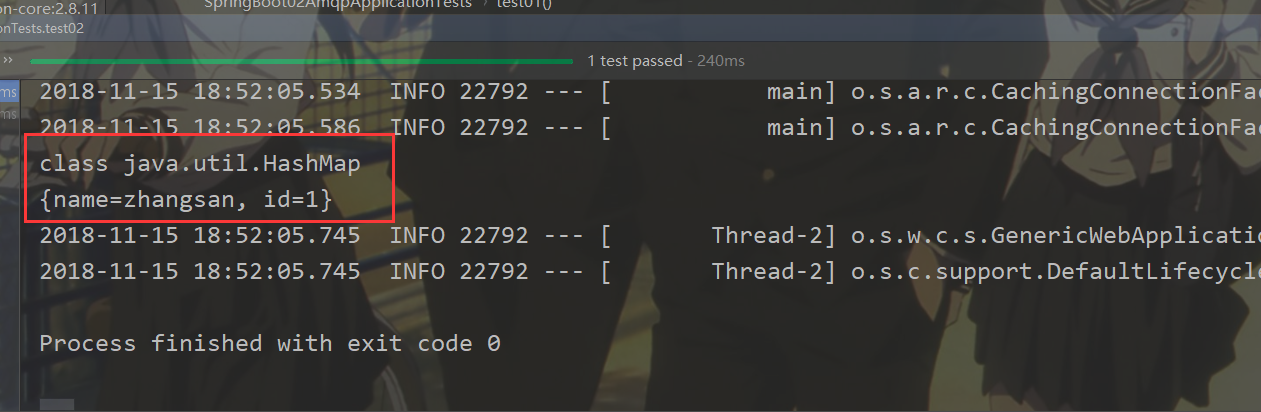 on-core:2.8.11
SpringBoot02AmqpApplicationTests › test01()
onTests.test02
» 1 test passed - 240ms
ms 2018-11-15 18:52:05.534 INFO 22792 --- [ main] o.s.a.r.c.CachingConnectionFac
ms 2018-11-15 18:52:05.586 INFO 22792 --- [ main] o.s.a.r.c.CachingConnectionFac
class java.util.HashMap
{name=zhangsan, id=1}
2018-11-15 18:52:05.745 INFO 22792 --- [ Thread-2] o.s.w.c.s.GenericWebApplicatio
2018-11-15 18:52:05.745 INFO 22792 --- [ Thread-2] o.s.c.support.DefaultLifecycle
Process finished with exit code 0